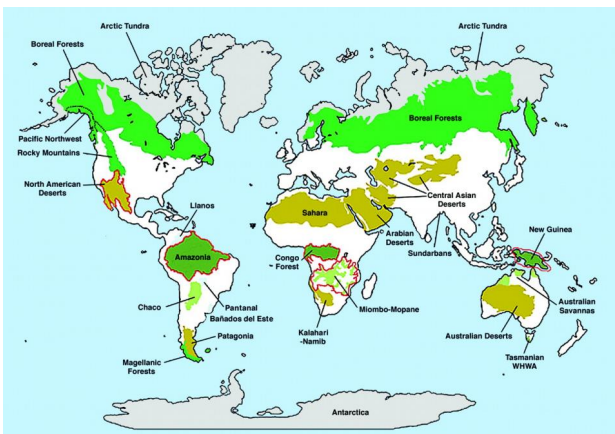 Arctic Tundra
Arctic Tundra
Boreal Forests
Boreal Forests
Pacific Northwest
Rocky Mountains
North American
Deserts
Central Asian
Deserts
Llanos
Sahara
Arabian
Deserts
Sundarbans
New Guinea
Amazonia
Congo
Forest
Chaco
Pantanal
Bañados del Este
Miombo-Mopane
Australian
Savannas
Patagonia
Kalahari
-Namib
Australian Deserts
Magellanic
Forests
Tasmanian
WHWA
Antarctica